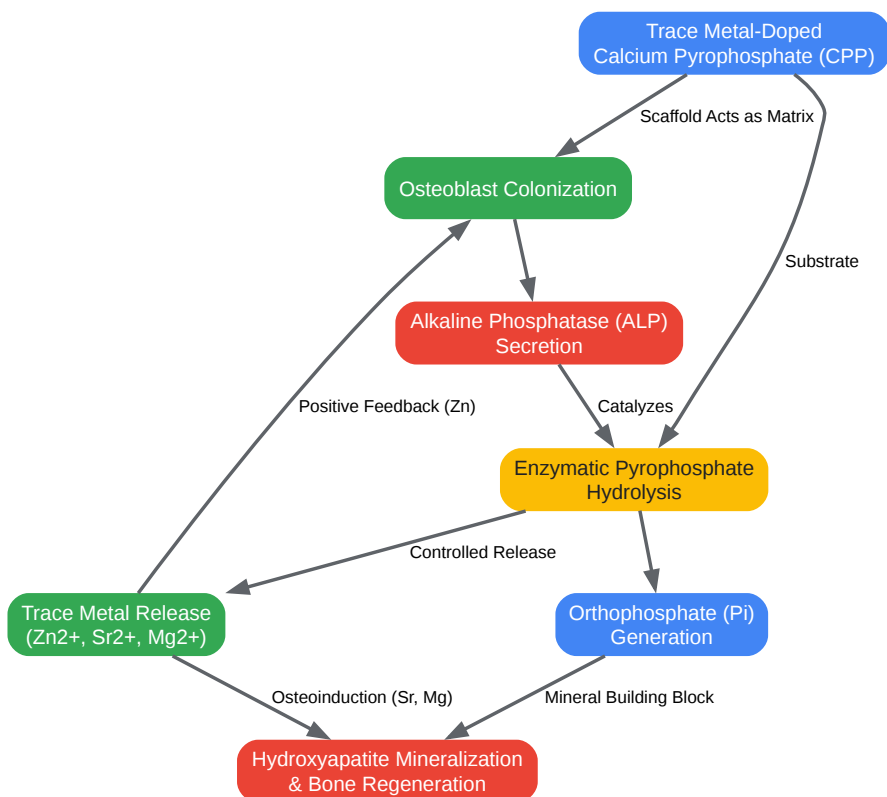 Trace Metal-Doped
Calcium Pyrophosphate (CPP)
Scaffold Acts as Matrix
Osteoblast Colonization
Substrate
Alkaline Phosphatase (ALP)
Secretion
Positive Feedback (Zn)
Catalyzes
Enzymatic Pyrophosphate
Hydrolysis
Controlled Release
Trace Metal Release
(Zn2+, Sr2+, Mg2+)
Orthophosphate (Pi)
Generation
Osteoinduction (Sr, Mg)
Mineral Building Block
Hydroxyapatite Mineralization
& Bone Regeneration